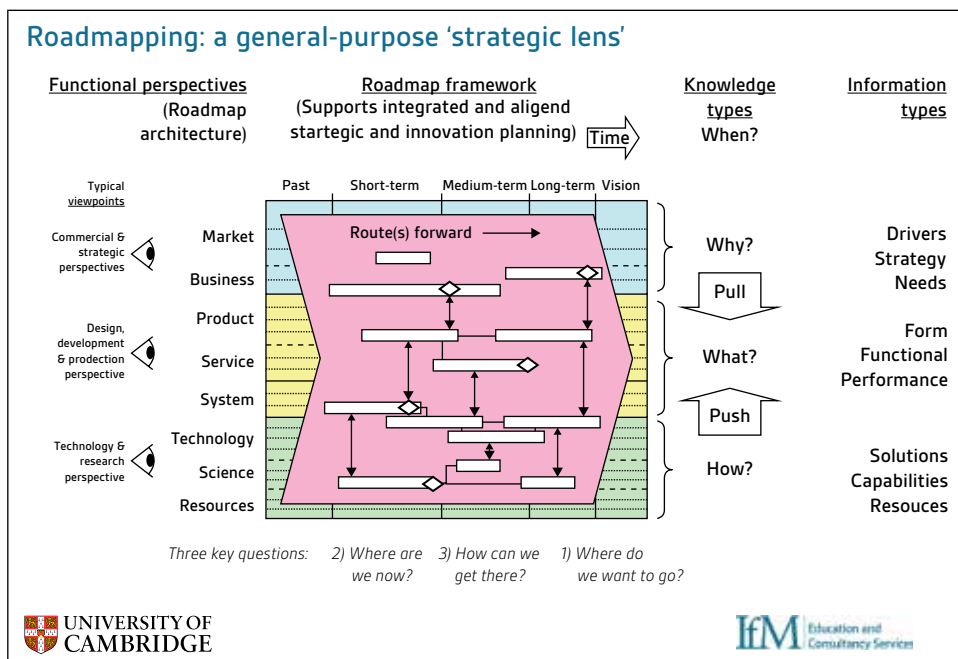 Roadmapping: a general-purpose ‘strategic lens’
Functional perspectives
(Roadmap
architecture)
Roadmap framework
(Supports integrated and aligend
startegic and innovation planning)
Time
Knowledge
types
When?
Information
types
Typical
viewpoints
Past
Short-term
Medium-term
Long-term
Vision
Commercial &
strategic
perspectives
Market
Business
Route(s) forward
Why?
Drivers
Strategy
Needs
Pull
Design,
development
& production
perspective
Product
Service
System
What?
Form
Functional
Performance
Push
Technology &
research
perspective
Technology
Science
Resources
How?
Solutions
Capabilities
Resouces
Three key questions:
2) Where are
we now?
3) How can we
get there?
1) Where do
we want to go?
UNIVERSITY OF
CAMBRIDGE
IfM
Education and
Consultancy Services